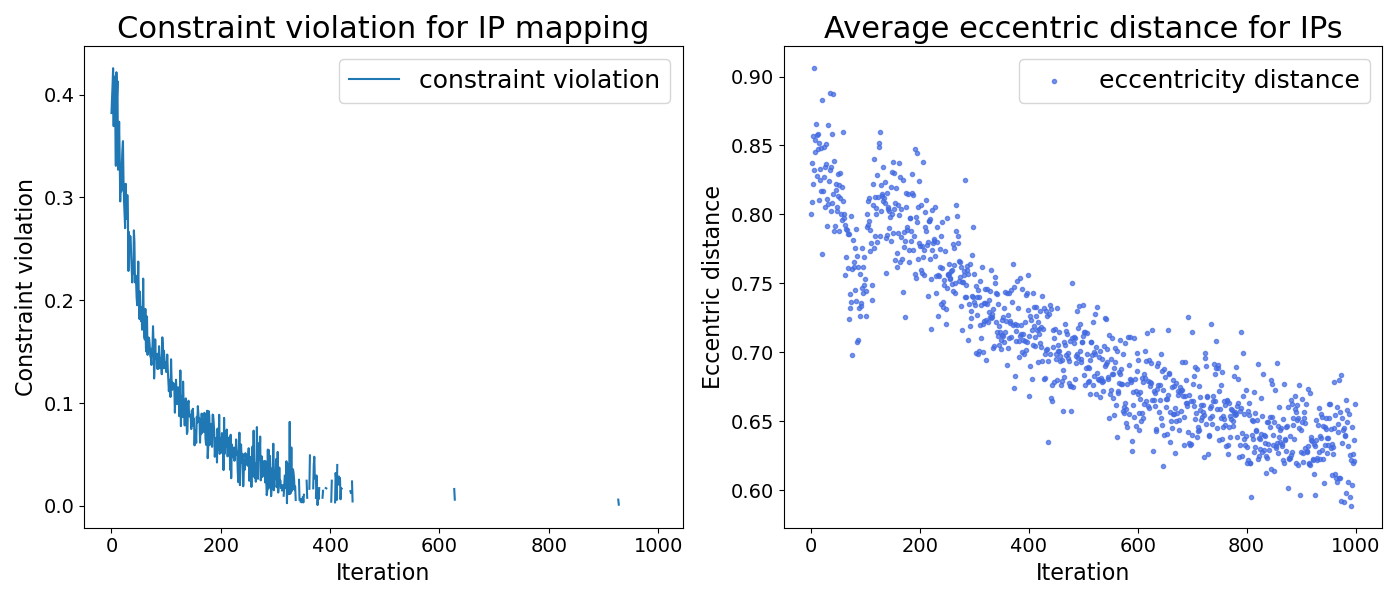 Constraint violation for IP mapping
constraint violation
0.4
0.3
0.2
0.1
0.0
Constraint violation
0 200 400 600 800 1000
Iteration
Average eccentric distance for IPs
eccentricity distance
0.90
0.85
0.80
0.75
0.70
0.65
0.60
Eccentric distance
0 200 400 600 800 1000
Iteration